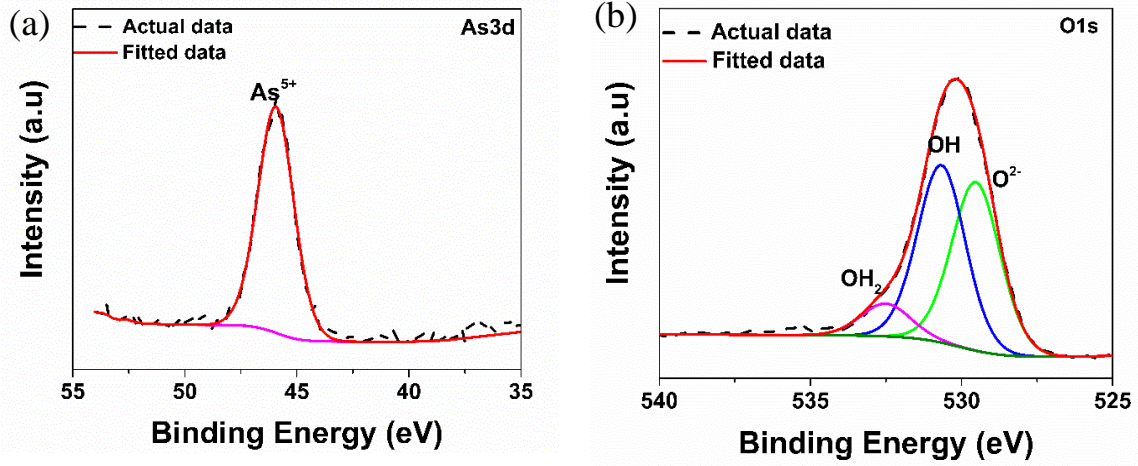 (a)
Actual data
Fitted data
As3d
As⁵⁺
Intensity (a.u)
55 50 45 40 35
Binding Energy (eV)
(b)
Actual data
Fitted data
O1s
OH
O²⁻
OH₂
Intensity (a.u)
540 535 530 525
Binding Energy (eV)